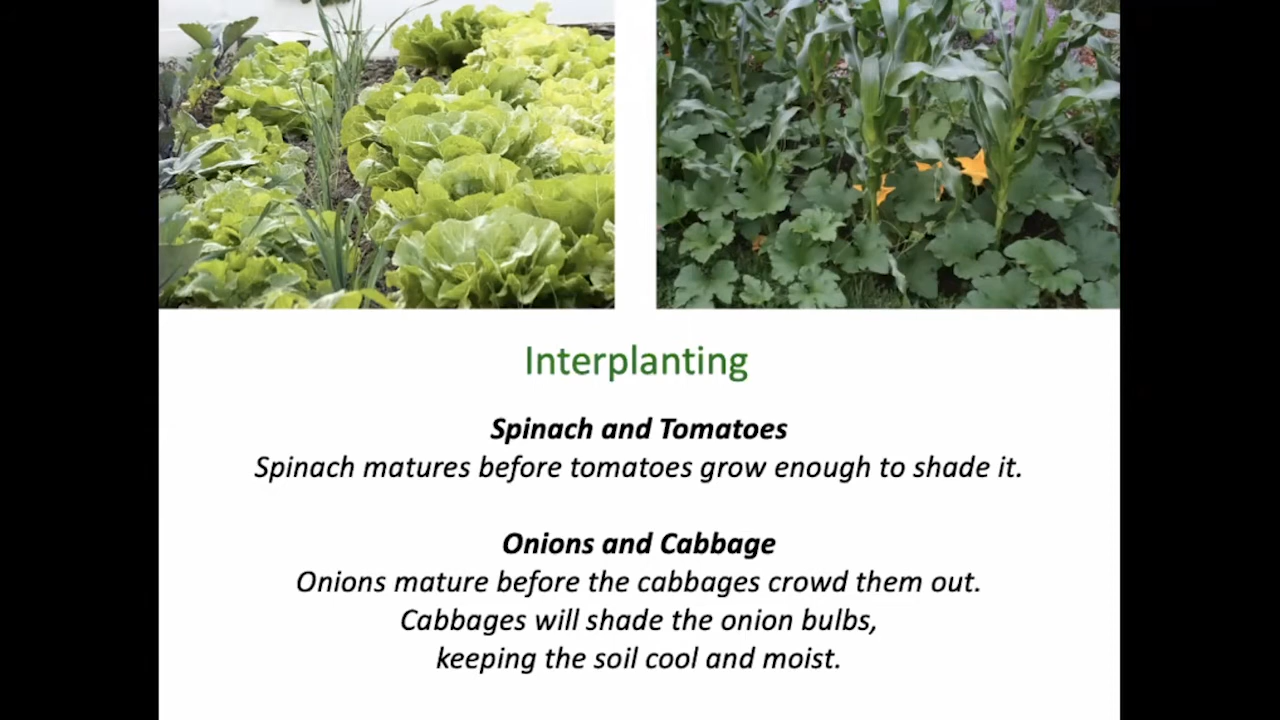 Interplanting
Spinach and Tomatoes
Spinach matures before tomatoes grow enough to shade it.
Onions and Cabbage
Onions mature before the cabbages crowd them out.
Cabbages will shade the onion bulbs,
keeping the soil cool and moist.